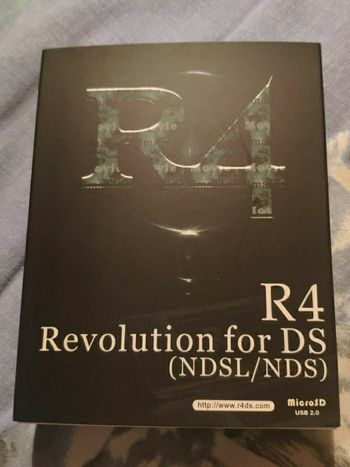 R4
R4
Revolution for DS
(NDSL/NDS)
http://www.r4ds.com
MicroSD
USB 2.0